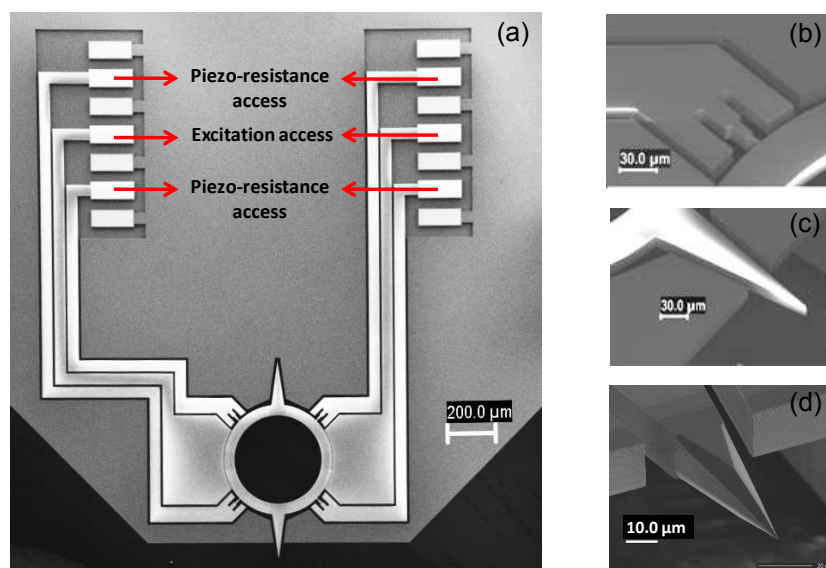 (a)
Piezo-resistance
access
Excitation access
Piezo-resistance
access
200.0 µm
(b)
30.0 µm
(c)
30.0 µm
(d)
10.0 µm